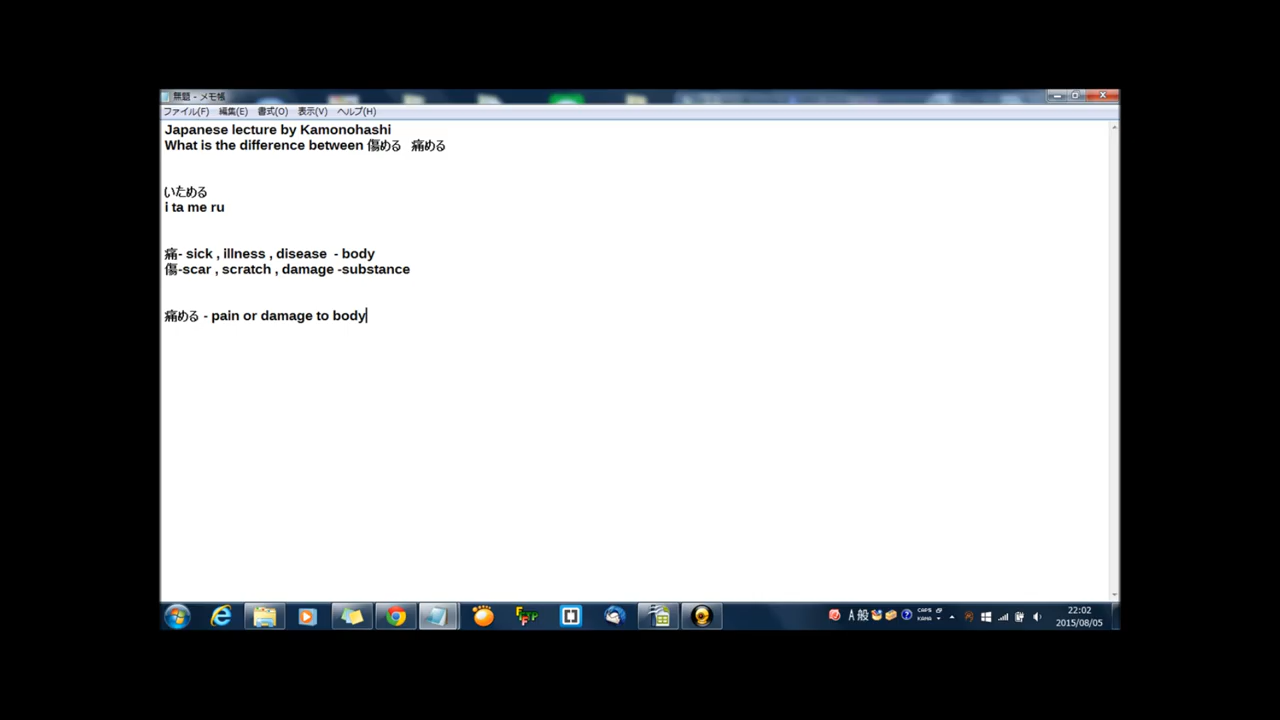 無題 - メモ帳
ファイル(F) 編集(E) 書式(O) 表示(V) ヘルプ(H)
Japanese lecture by Kamonohashi
What is the difference between 傷める 痛める
いためる
i ta me ru
痛- sick , illness , disease - body
傷-scar , scratch , damage -substance
痛める - pain or damage to body
A 般 CAPS KANA
22:02
2015/08/05